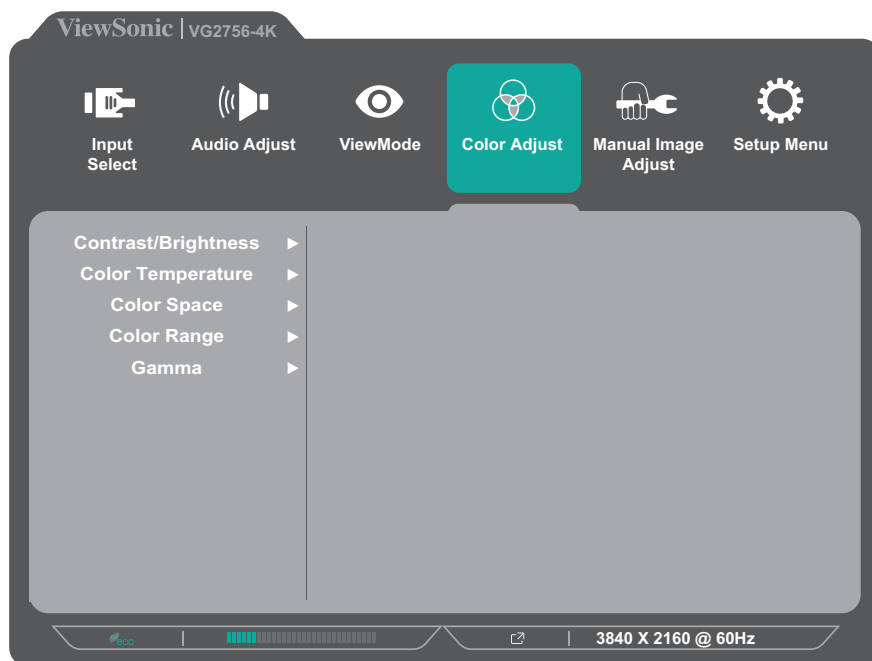 ViewSonic | VG2756-4K
Input Select
Audio Adjust
ViewMode
Color Adjust
Manual Image Adjust
Setup Menu
Contrast/Brightness
Color Temperature
Color Space
Color Range
Gamma
eco
3840 X 2160 @ 60Hz